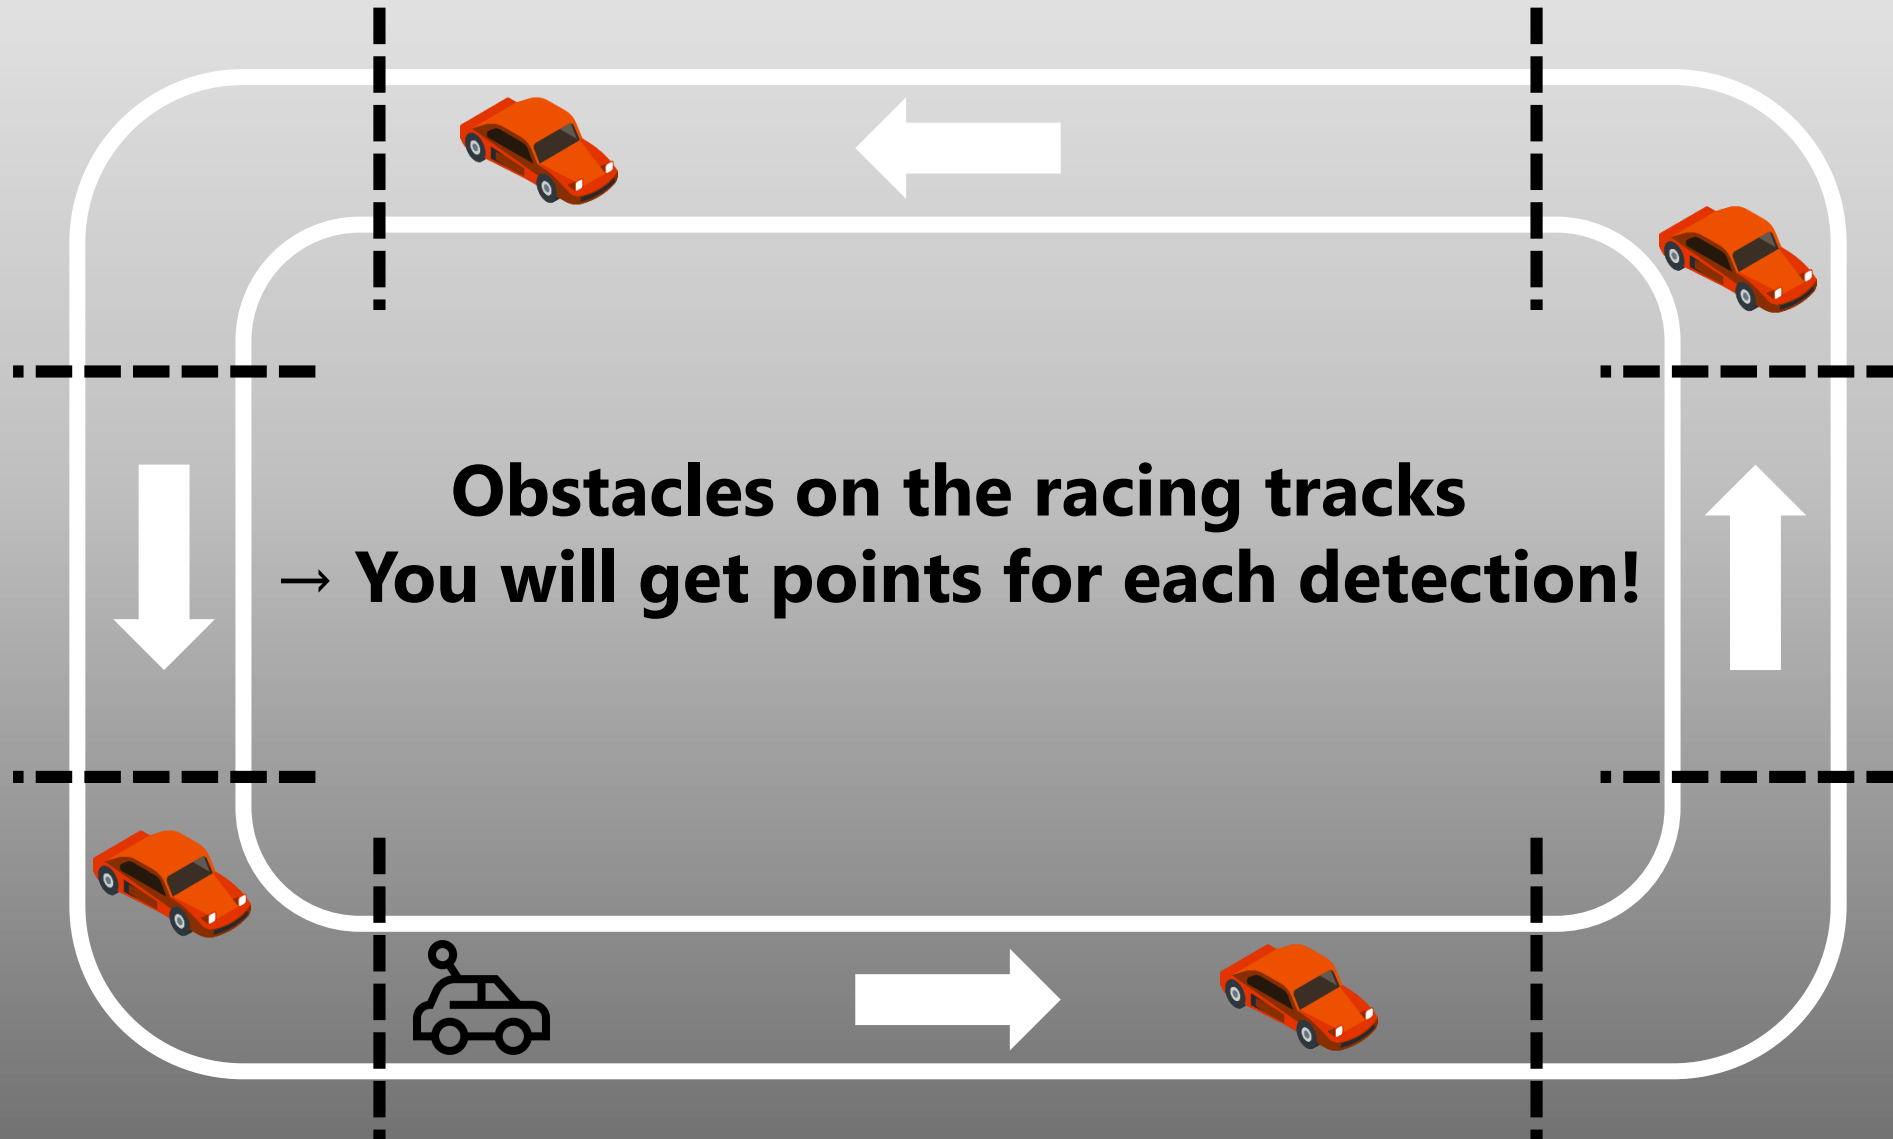 Obstacles on the racing tracks
→ You will get points for each detection!